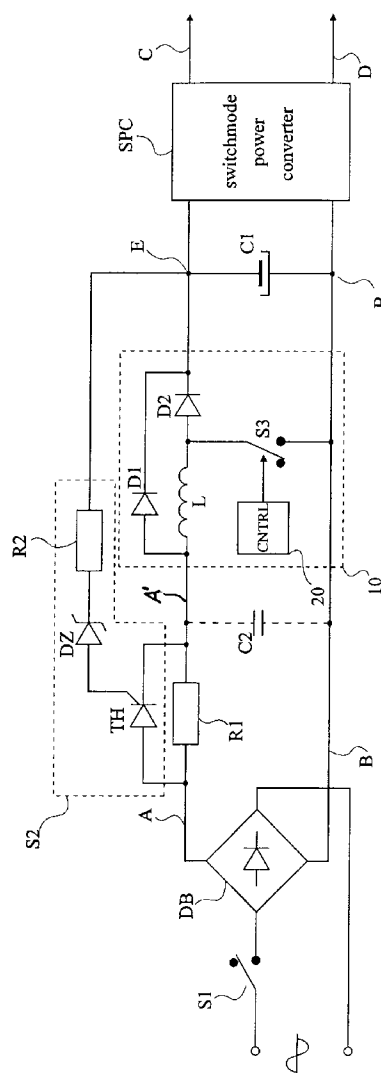 S2
DZ
R2
TH
A
R1
A'
D1
L
D2
E
SPC
C
switchmode
power
converter
C1
S3
CNTRL
20
10
C2
DB
S1
B
B
D